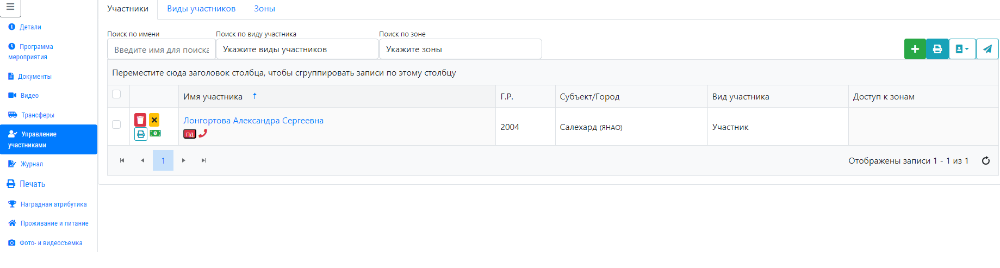 Детали
Программа
мероприятия
Документы
Видео
Трансферы
Управление
участниками
Журнал
Печать
Наградная атрибутика
Проживание и питание
Фото- и видеосъемка
Участники Виды участников Зоны
Поиск по имени Поиск по виду участника Поиск по зоне
Введите имя для поиска Укажите виды участников Укажите зоны
Переместите сюда заголовок столбца, чтобы сгруппировать записи по этому столбцу
Имя участника Г.Р. Субъект/Город Вид участника Доступ к зонам
Лонгортова Александра Сергеевна
ПД
2004 Салехард (ЯНАО) Участник
1 Отображены записи 1 - 1 из 1